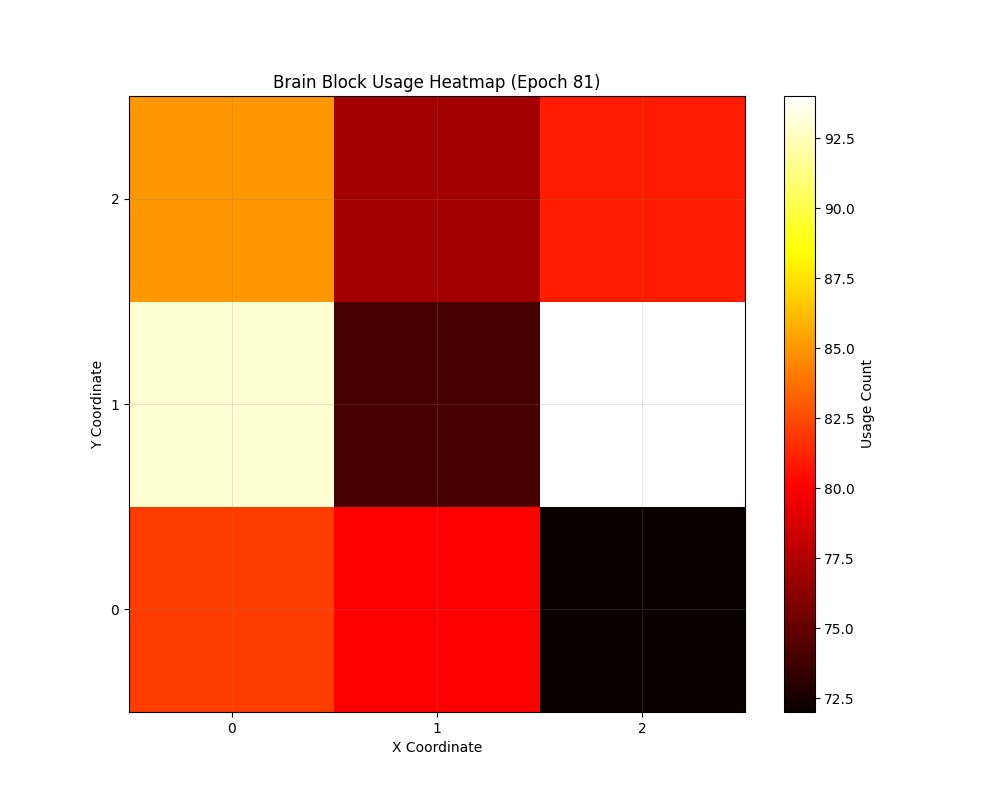 Brain Block Usage Heatmap (Epoch 81)
92.5
90.0
87.5
85.0
82.5
80.0
77.5
75.0
72.5
Usage Count
2
1
0
Y Coordinate
0 1 2
X Coordinate